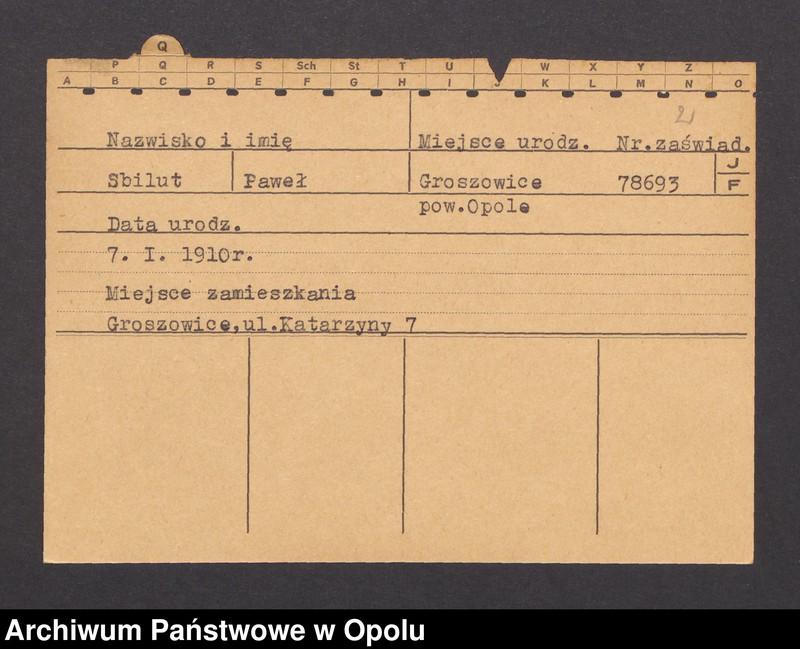 Q
P Q R S Sch St T U W X Y Z
A B C D E F G H I J K L M N O
2
Nazwisko i imię Miejsce urodz. Nr.zaświad.
Sbilut Paweł Groszowice 78693 J F
pow.Opole
Data urodz.
7. I. 1910r.
Miejsce zamieszkania
Groszowice,ul.Katarzyny 7
Archiwum Państwowe w Opolu